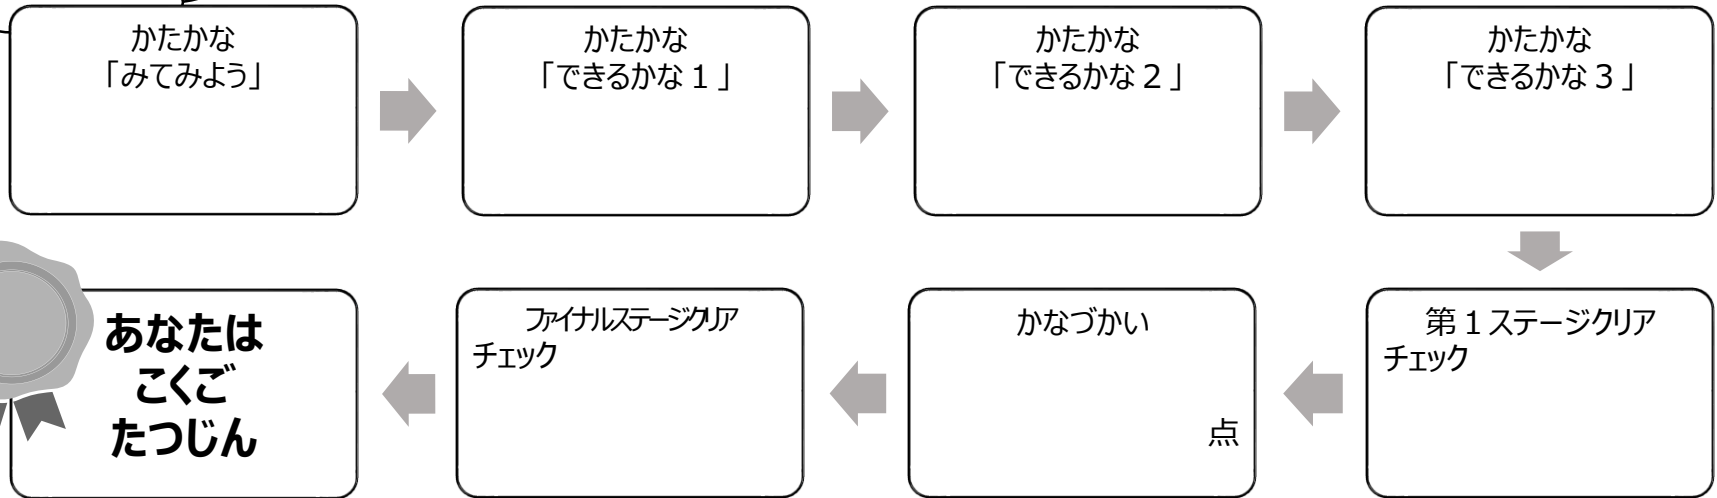 かたかな
「みてみよう」
かたかな
「できるかな１」
かたかな
「できるかな２」
かたかな
「できるかな３」
第１ステージクリア
チェック
かなづかい
点
ファイナルステージクリア
チェック
あなたは
こくご
たつじん